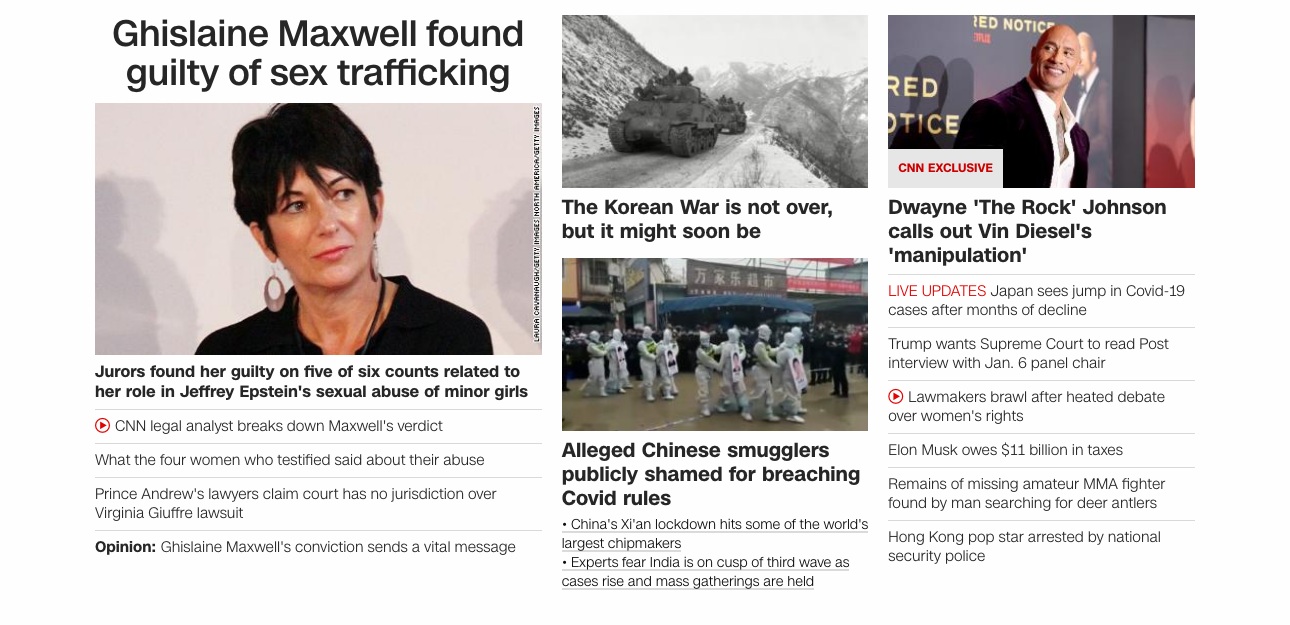 Ghislaine Maxwell found
guilty of sex trafficking
LAURA CAVANAUGH/GETTY IMAGES NORTH AMERICA/GETTY IMAGES
Jurors found her guilty on five of six counts related to
her role in Jeffrey Epstein's sexual abuse of minor girls
CNN legal analyst breaks down Maxwell's verdict
What the four women who testified said about their abuse
Prince Andrew's lawyers claim court has no jurisdiction over
Virginia Giuffre lawsuit
Opinion: Ghislaine Maxwell's conviction sends a vital message
The Korean War is not over,
but it might soon be
万家乐超市
Alleged Chinese smugglers
publicly shamed for breaching
Covid rules
• China's Xi'an lockdown hits some of the world's
largest chipmakers
• Experts fear India is on cusp of third wave as
cases rise and mass gatherings are held
RED NOTICE
NETFLIX
RED
NOTICE
CNN EXCLUSIVE
Dwayne 'The Rock' Johnson
calls out Vin Diesel's
'manipulation'
LIVE UPDATES Japan sees jump in Covid-19
cases after months of decline
Trump wants Supreme Court to read Post
interview with Jan. 6 panel chair
Lawmakers brawl after heated debate
over women's rights
Elon Musk owes $11 billion in taxes
Remains of missing amateur MMA fighter
found by man searching for deer antlers
Hong Kong pop star arrested by national
security police